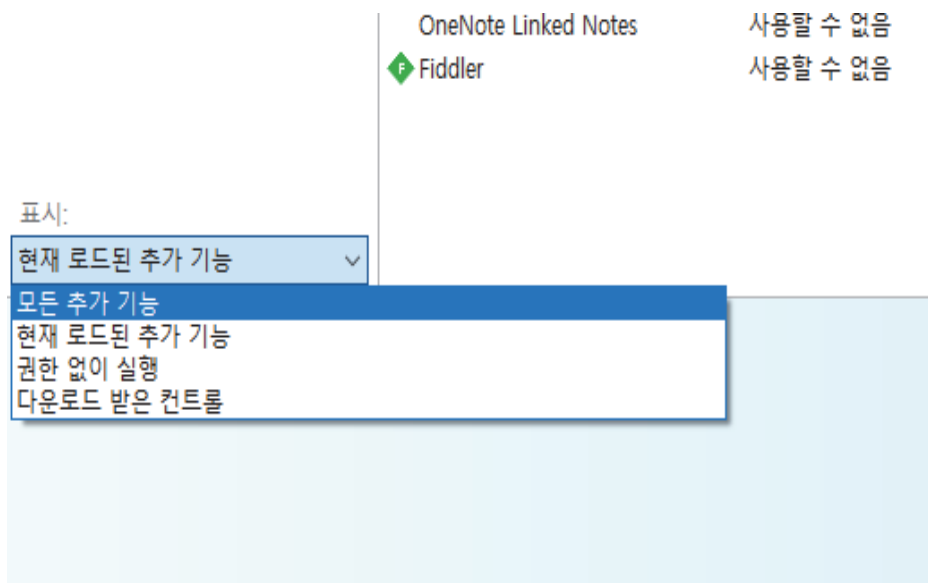 OneNote Linked Notes 사용할 수 없음
F Fiddler 사용할 수 없음
표시:
현재 로드된 추가 기능
모든 추가 기능
현재 로드된 추가 기능
권한 없이 실행
다운로드 받은 컨트롤